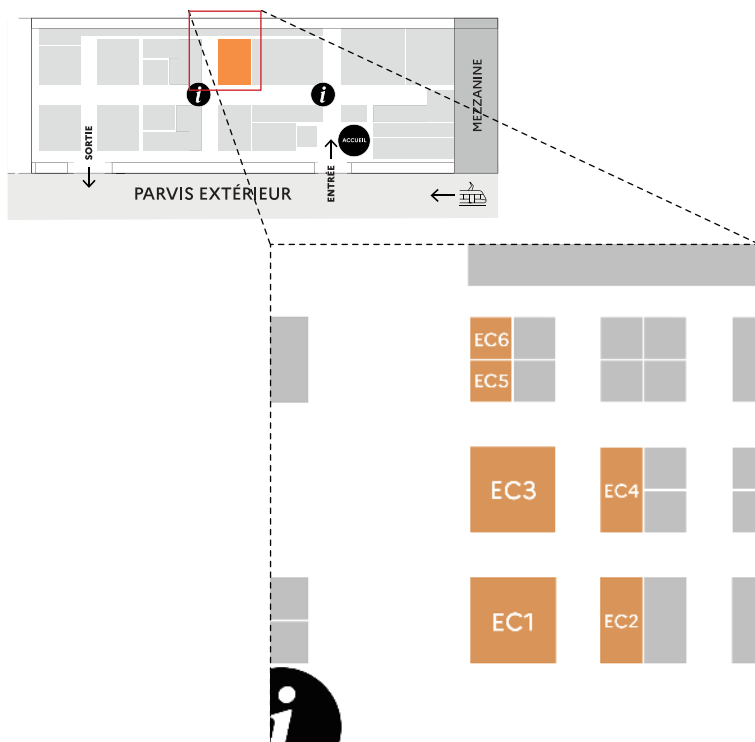 i
i
MEZZANINE
ACCUEIL
SORTIE
ENTRÉE
PARVIS EXTÉRIEUR
EC6
EC5
EC3
EC4
EC1
EC2
i